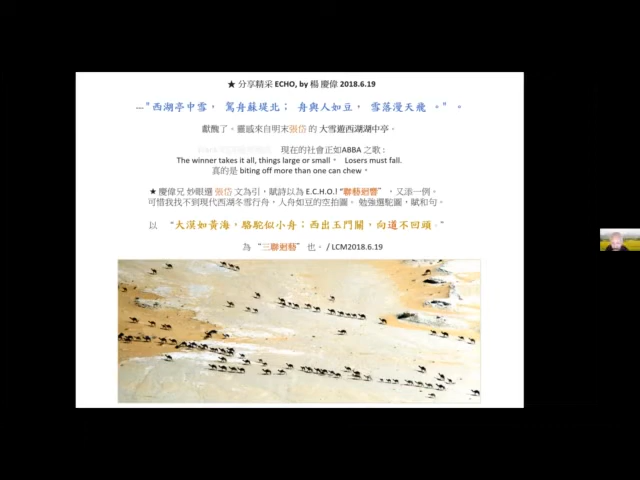 ★ 分享精采 ECHO, by 楊 慶偉 2018.6.19
---"西湖亭中雪， 駕舟蘇堤北； 舟與人如豆， 雪落漫天飛 。" 。
獻醜了。靈感來自明末張岱 的 大雪遊西湖湖中亭。
現在的社會正如ABBA 之歌 :
The winner takes it all, things large or small， Losers must fall.
真的是 biting off more than one can chew，
★ 慶偉兄 妙眼選 張岱 文為引，賦詩以為 E.C.H.O.! "聯藝迴響" ，又添一例。
可惜我找不到現代西湖冬雪行舟，人舟如豆的空拍圖。 勉強選駝圖，賦和句。
以 “大漠如黃海，駱駝似小舟；西出玉門關，向道不回頭。”
為 “三聯迴藝” 也。 / LCM2018.6.19